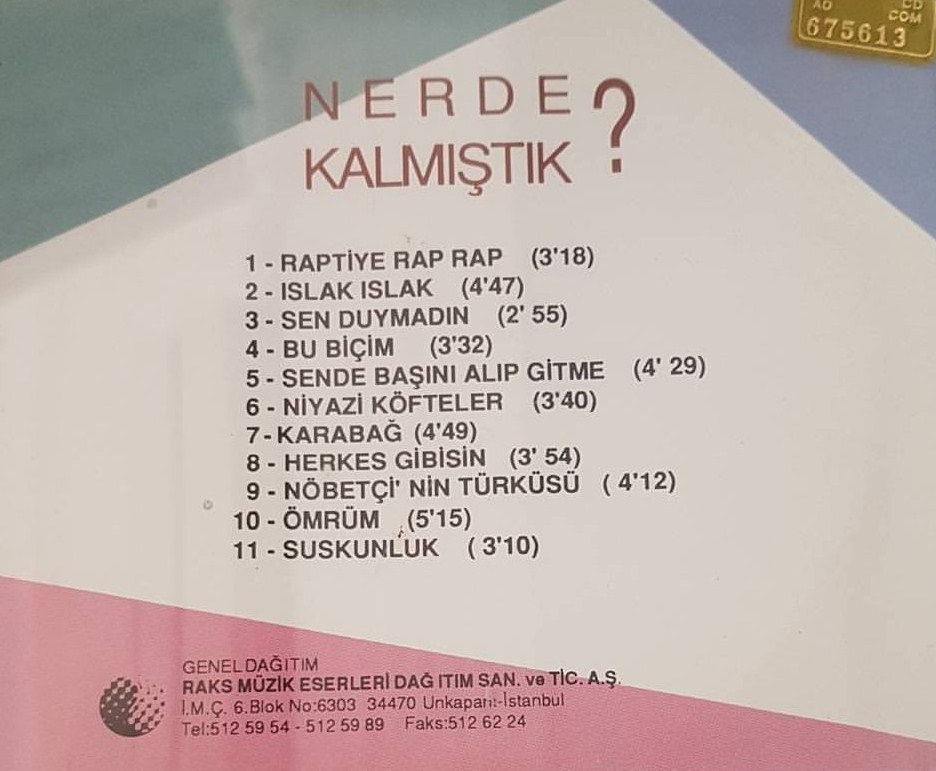 AD CD
COM
675613
NERDE
KALMIŞTIK ?
1 - RAPTİYE RAP RAP (3'18)
2 - ISLAK ISLAK (4'47)
3 - SEN DUYMADIN (2' 55)
4 - BU BİÇİM (3'32)
5 - SENDE BAŞINI ALIP GİTME (4' 29)
6 - NİYAZİ KÖFTELER (3'40)
7 - KARABAĞ (4'49)
8 - HERKES GİBİSİN (3' 54)
9 - NÖBETÇİ' NİN TÜRKÜSÜ ( 4'12)
10 - ÖMRÜM (5'15)
11 - SUSKUNLUK ( 3'10)
GENEL DAĞITIM
RAKS MÜZİK ESERLERİ DAĞ ITIM SAN. ve TİC. A.Ş.
İ.M.Ç. 6.Blok No:6303 34470 Unkapanı-İstanbul
Tel:512 59 54 - 512 59 89 Faks:512 62 24